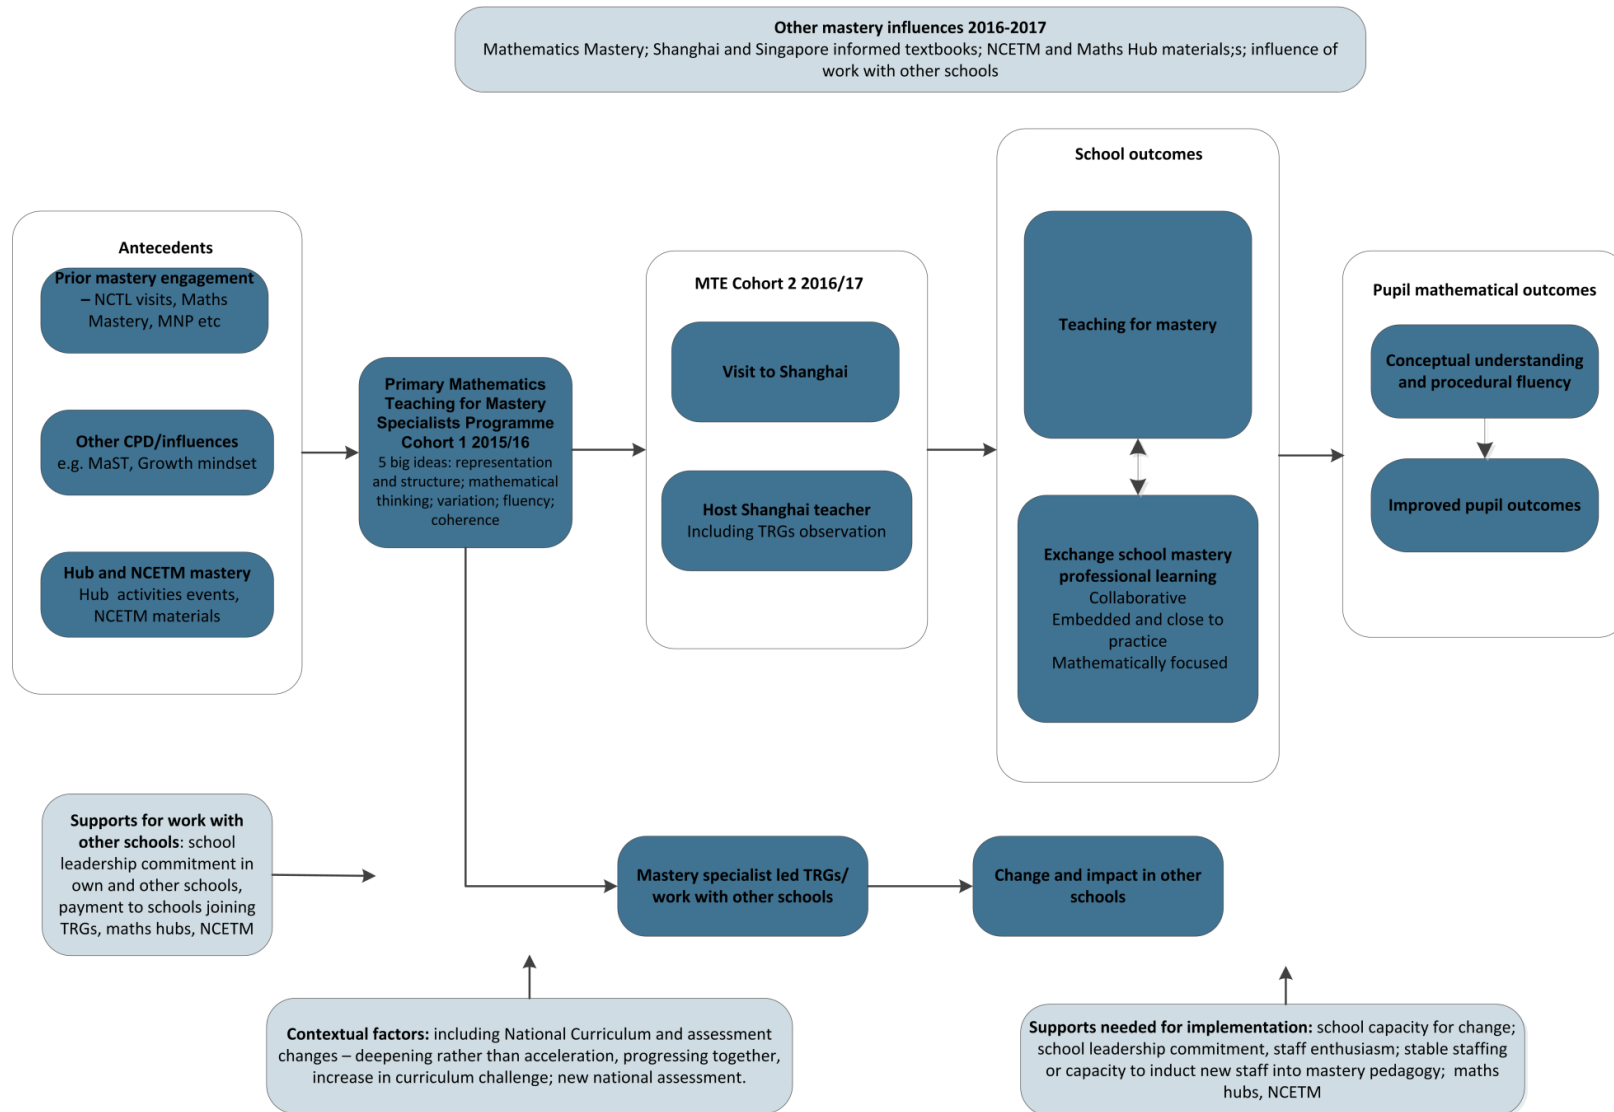 Other mastery influences 2016-2017
Mathematics Mastery; Shanghai and Singapore informed textbooks; NCETM and Maths Hub materials;s; influence of
work with other schools
Antecedents
Prior mastery engagement
– NCTL visits, Maths
Mastery, MNP etc
Other CPD/influences
e.g. MaST, Growth mindset
Hub and NCETM mastery
Hub  activities events,
NCETM materials
Primary Mathematics
Teaching for Mastery
Specialists Programme
Cohort 1 2015/16
5 big ideas: representation
and structure; mathematical
thinking; variation; fluency;
coherence
MTE Cohort 2 2016/17
Visit to Shanghai
Host Shanghai teacher
Including TRGs observation
School outcomes
Teaching for mastery
Exchange school mastery
professional learning
Collaborative
Embedded and close to
practice
Mathematically focused
Pupil mathematical outcomes
Conceptual understanding
and procedural fluency
Improved pupil outcomes
Supports for work with
other schools: school
leadership commitment in
own and other schools,
payment to schools joining
TRGs, maths hubs, NCETM
Mastery specialist led TRGs/
work with other schools
Change and impact in other
schools
Contextual factors: including National Curriculum and assessment
changes – deepening rather than acceleration, progressing together,
increase in curriculum challenge; new national assessment.
Supports needed for implementation: school capacity for change;
school leadership commitment, staff enthusiasm; stable staffing
or capacity to induct new staff into mastery pedagogy;  maths
hubs, NCETM